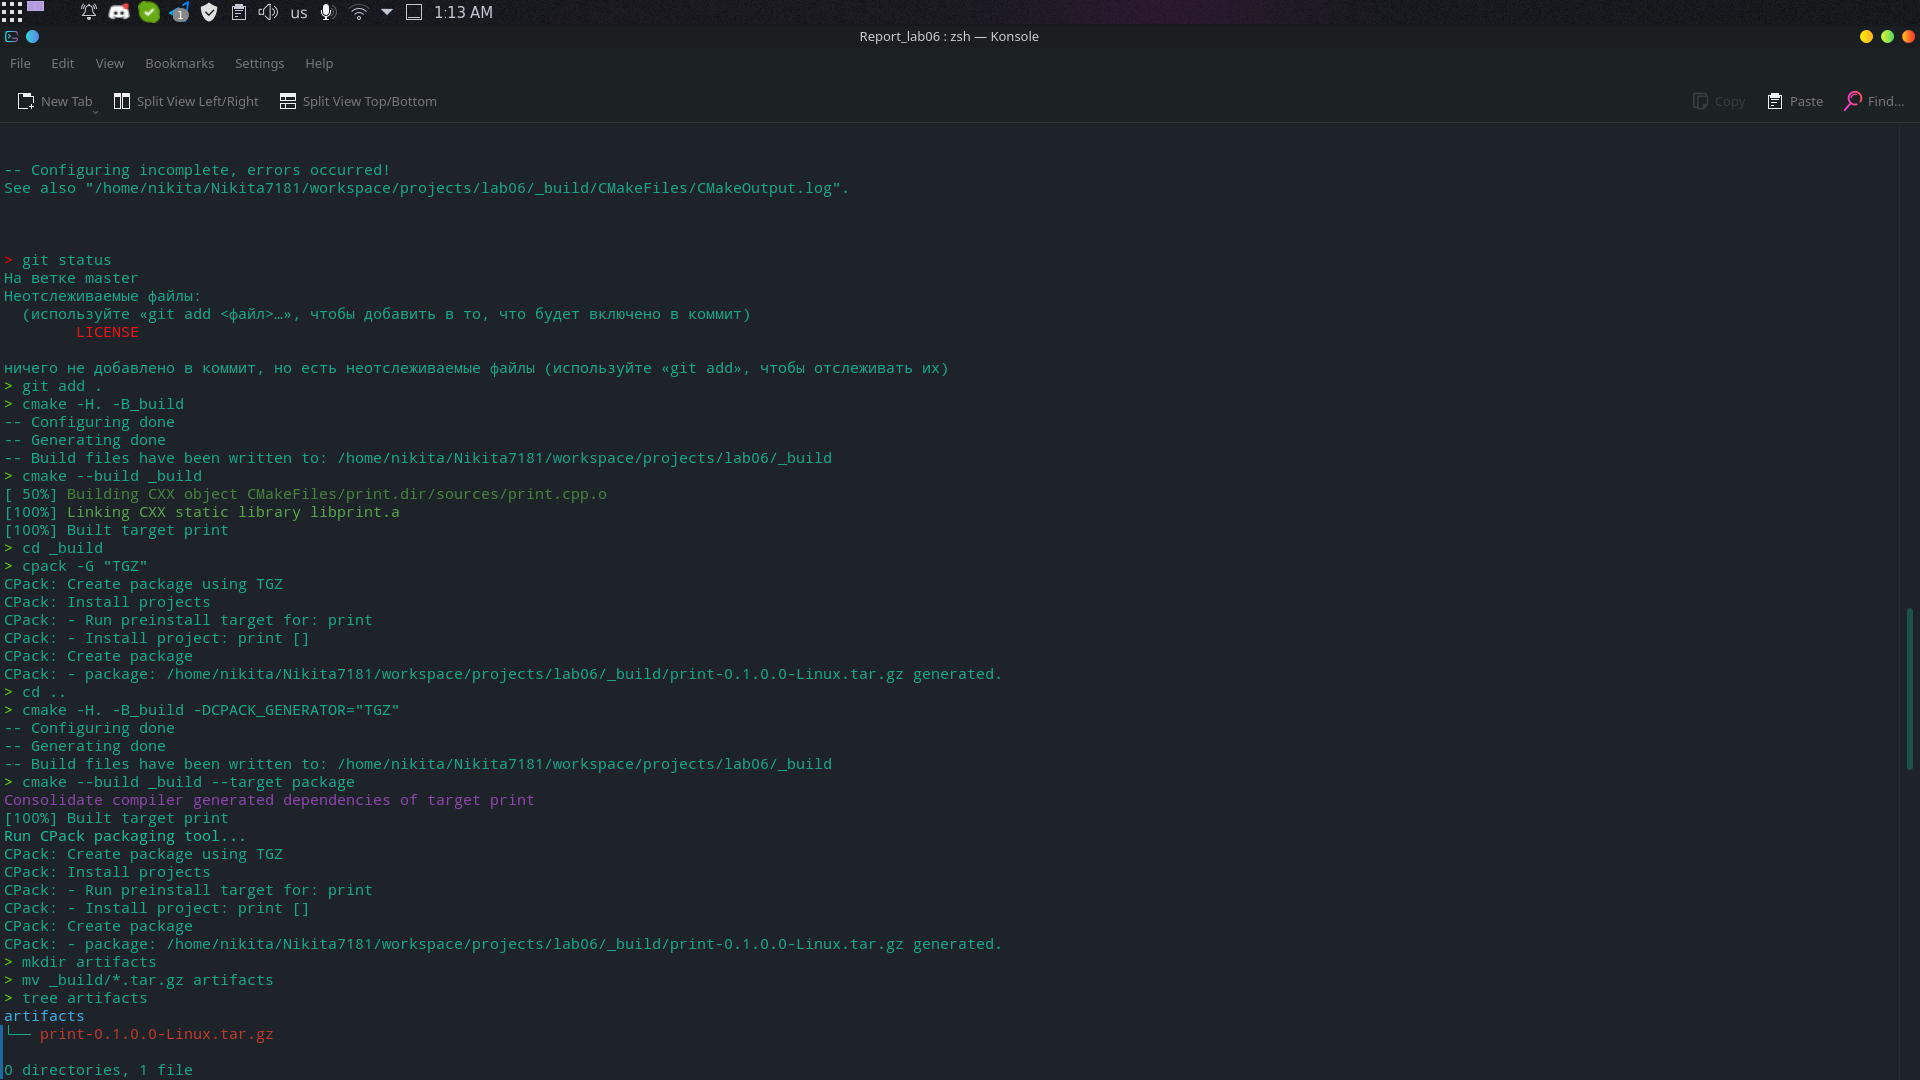 1
us
1:13 AM
Report_lab06 : zsh — Konsole
File Edit View Bookmarks Settings Help
New Tab Split View Left/Right Split View Top/Bottom Copy Paste Find...
-- Configuring incomplete, errors occurred!
See also "/home/nikita/Nikita7181/workspace/projects/lab06/_build/CMakeFiles/CMakeOutput.log".
> git status
На ветке master
Неотслеживаемые файлы:
(используйте «git add <файл>…», чтобы добавить в то, что будет включено в коммит)
LICENSE
ничего не добавлено в коммит, но есть неотслеживаемые файлы (используйте «git add», чтобы отслеживать их)
> git add .
> cmake -H. -B_build
-- Configuring done
-- Generating done
-- Build files have been written to: /home/nikita/Nikita7181/workspace/projects/lab06/_build
> cmake --build _build
[ 50%] Building CXX object CMakeFiles/print.dir/sources/print.cpp.o
[100%] Linking CXX static library libprint.a
[100%] Built target print
> cd _build
> cpack -G "TGZ"
CPack: Create package using TGZ
CPack: Install projects
CPack: - Run preinstall target for: print
CPack: - Install project: print []
CPack: Create package
CPack: - package: /home/nikita/Nikita7181/workspace/projects/lab06/_build/print-0.1.0.0-Linux.tar.gz generated.
> cd ..
> cmake -H. -B_build -DCPACK_GENERATOR="TGZ"
-- Configuring done
-- Generating done
-- Build files have been written to: /home/nikita/Nikita7181/workspace/projects/lab06/_build
> cmake --build _build --target package
Consolidate compiler generated dependencies of target print
[100%] Built target print
Run CPack packaging tool...
CPack: Create package using TGZ
CPack: Install projects
CPack: - Run preinstall target for: print
CPack: - Install project: print []
CPack: Create package
CPack: - package: /home/nikita/Nikita7181/workspace/projects/lab06/_build/print-0.1.0.0-Linux.tar.gz generated.
> mkdir artifacts
> mv _build/*.tar.gz artifacts
> tree artifacts
artifacts
└── print-0.1.0.0-Linux.tar.gz
0 directories, 1 file